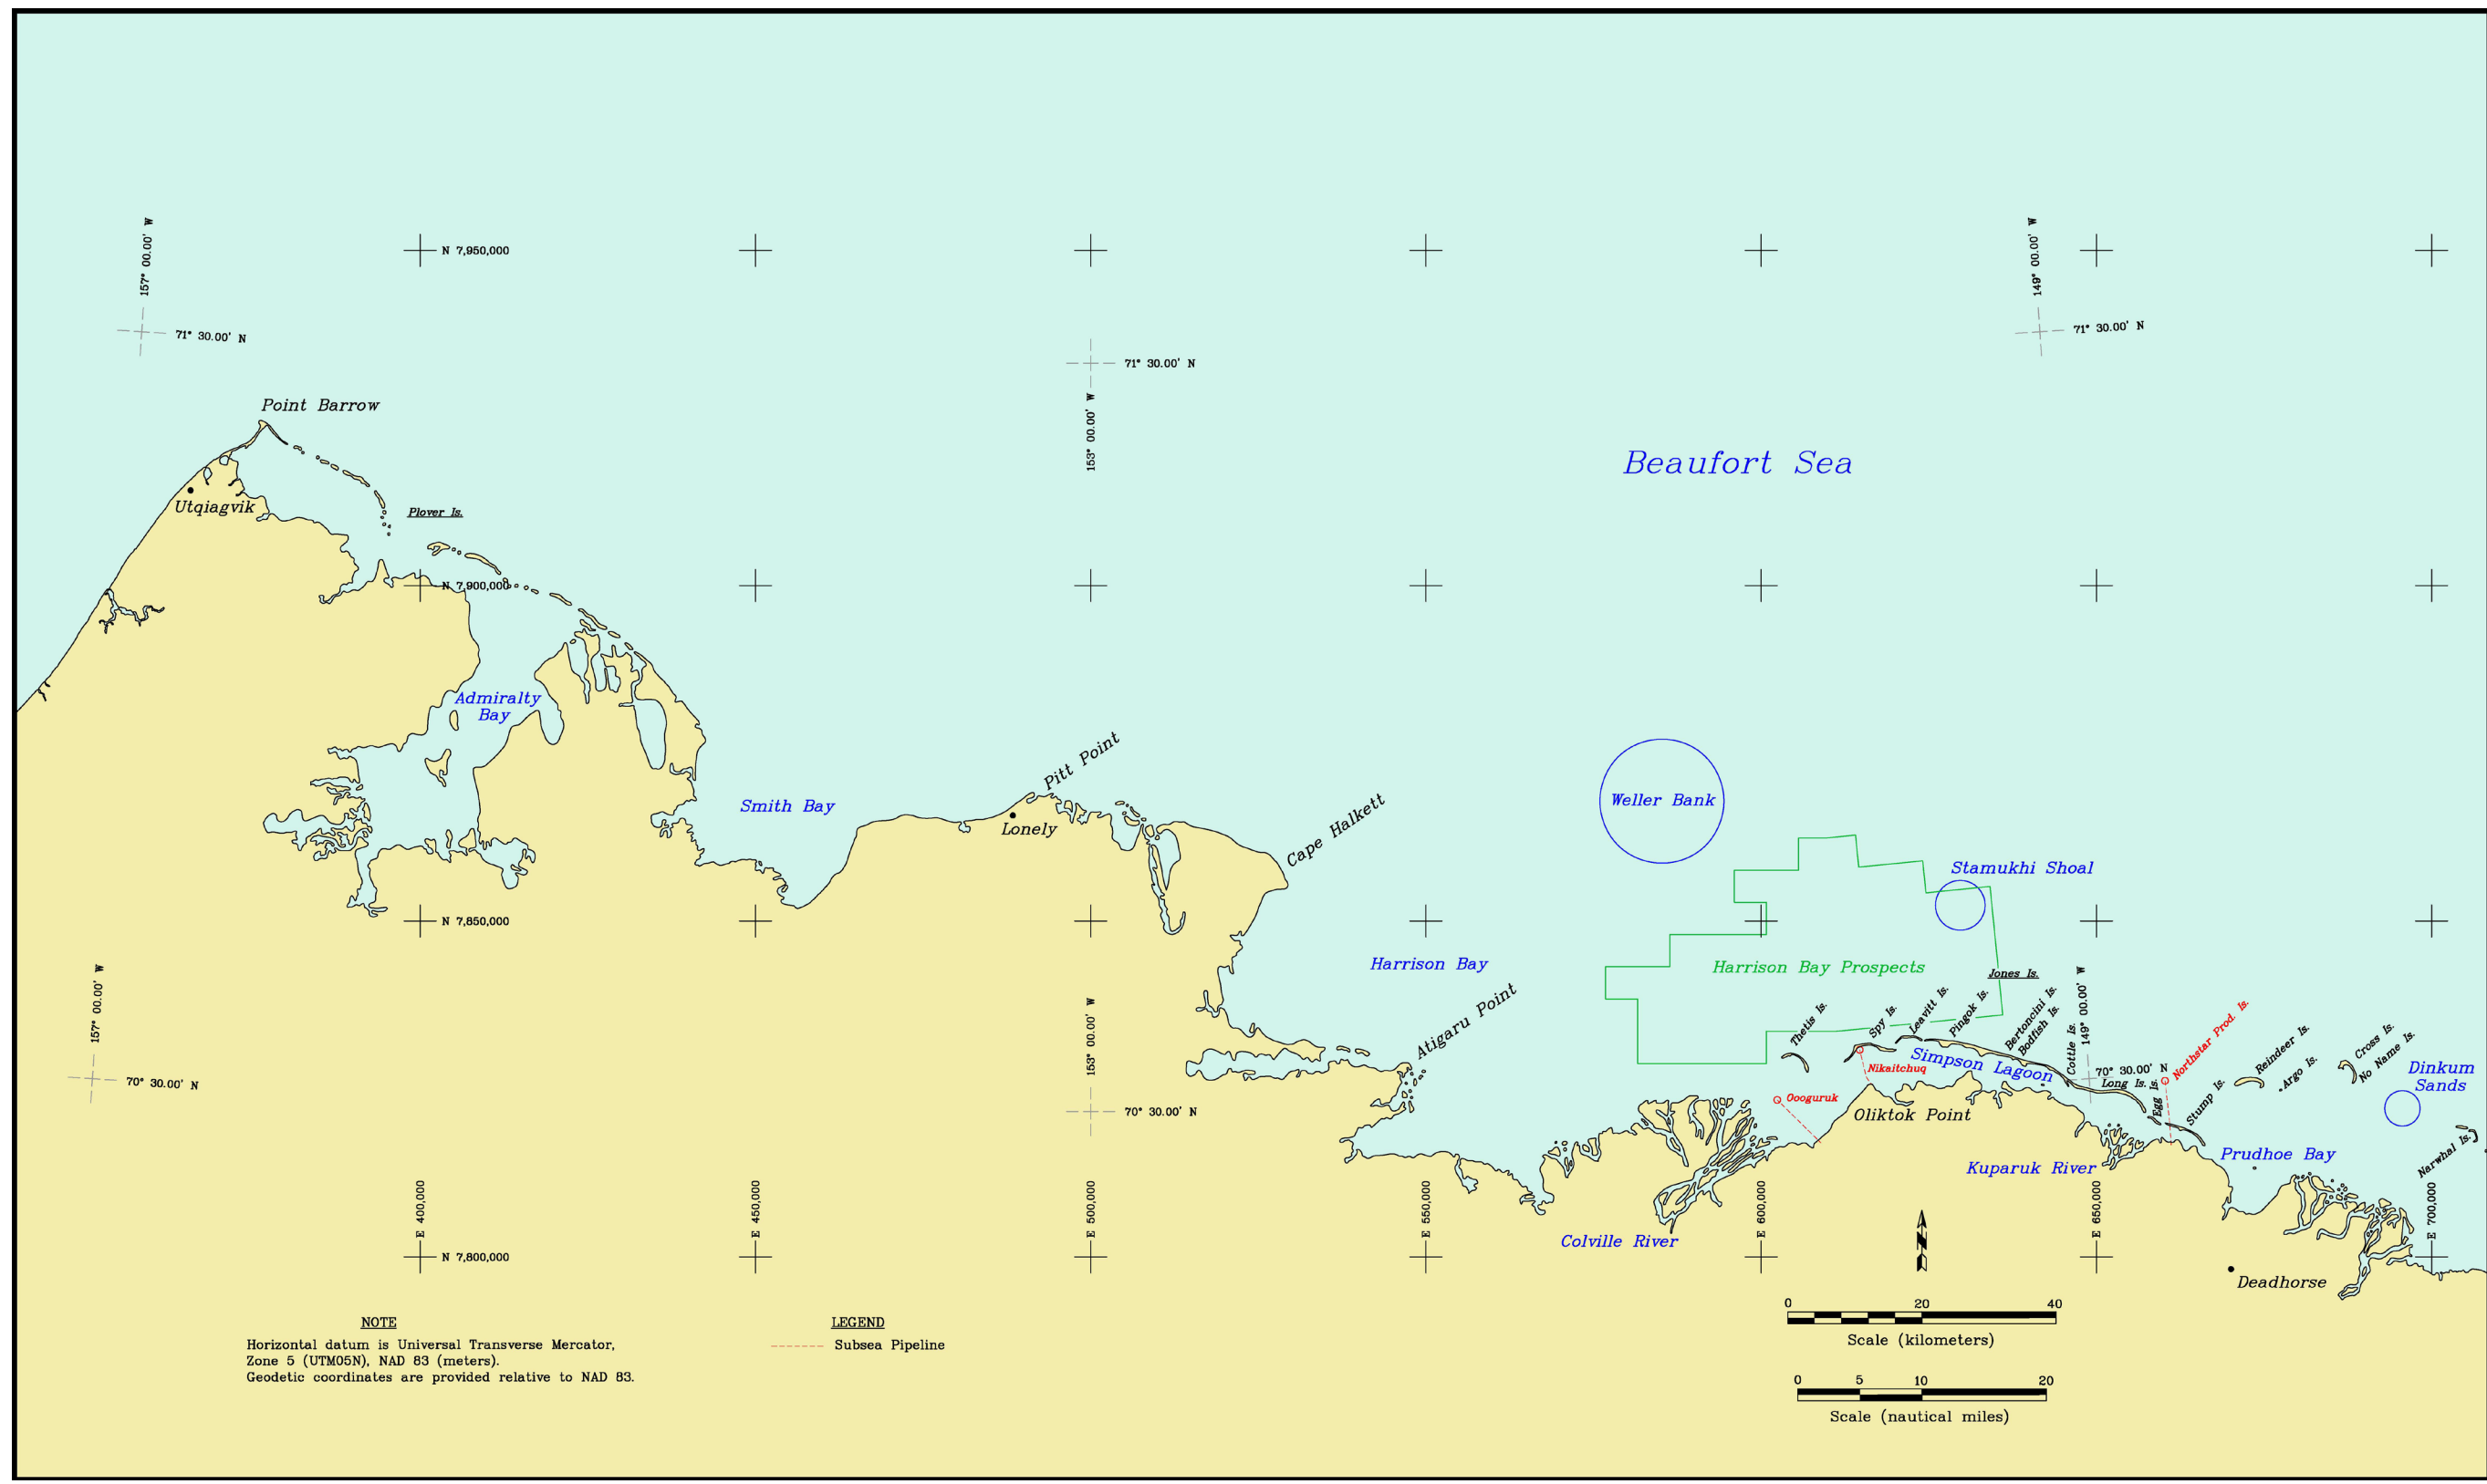 157° 00.00' W
149° 00.00' W
N 7,950,000
71° 30.00' N
71° 30.00' N
71° 30.00' N
153° 00.00' W
Point Barrow
Beaufort Sea
Utqiagvik
Plover Is.
N 7,900,000
Admiralty
Bay
Pitt Point
Smith Bay
Lonely
Cape Halkett
Weller Bank
Stamukhi Shoal
N 7,850,000
Harrison Bay
Harrison Bay Prospects
Jones Is.
157° 00.00' W
153° 00.00' W
149° 00.00' W
Atigaru Point
Thetis Is.
Spy Is.
Leavitt Is.
Pingok Is.
Bertoncini Is.
Bodfish Is.
Cottle Is.
Northstar Prod. Is.
Reindeer Is.
Argo Is.
Cross Is.
No Name Is.
Simpson Lagoon
Nikaitchuq
70° 30.00' N
70° 30.00' N
70° 30.00' N
Long Is.
Egg Is.
Stump Is.
Dinkum
Sands
Oooguruk
Oliktok Point
Kuparuk River
Prudhoe Bay
Narwhal Is.
Colville River
E 400,000
E 450,000
E 500,000
E 550,000
E 600,000
E 650,000
E 700,000
N 7,800,000
N
Deadhorse
0 20 40
Scale (kilometers)
0 5 10 20
Scale (nautical miles)
NOTE
Horizontal datum is Universal Transverse Mercator,
Zone 5 (UTM05N), NAD 83 (meters).
Geodetic coordinates are provided relative to NAD 83.
LEGEND
Subsea Pipeline